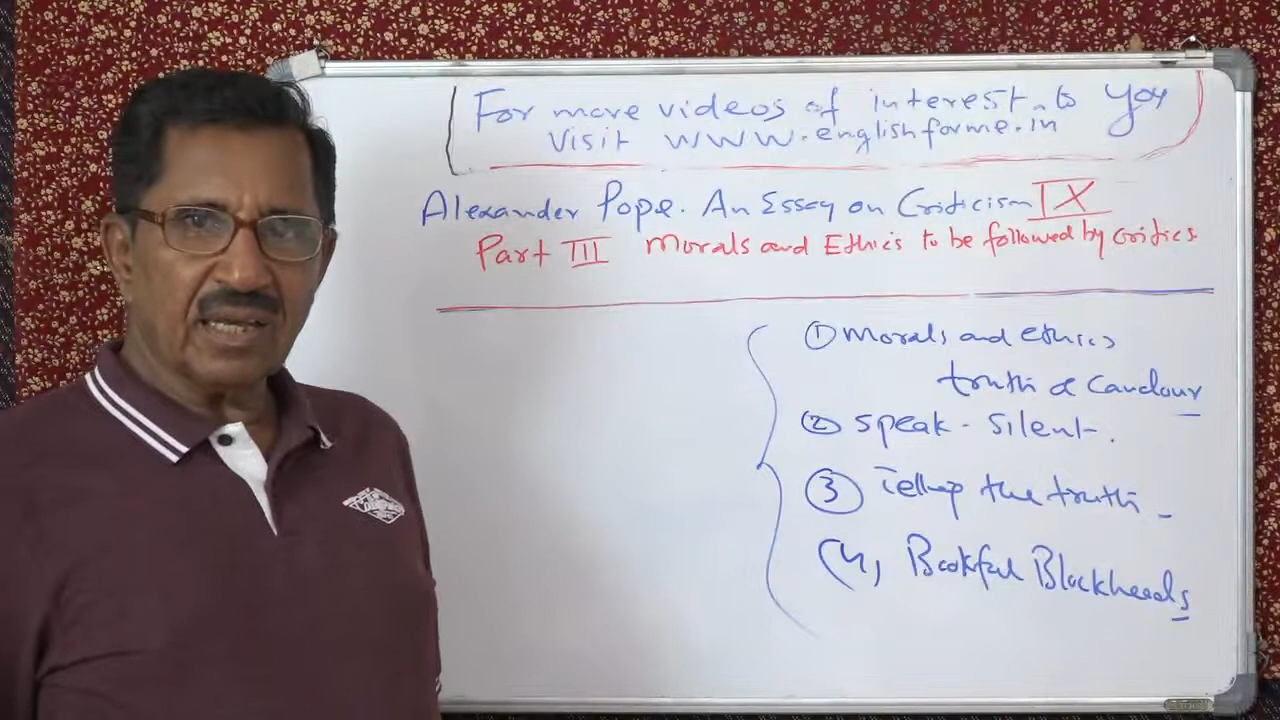 For more videos of interest to you
Visit www.englishforme.in
Alexander Pope. An Essay on Criticism IX
Part III Morals and Ethics to be followed by critics
① Morals and ethics
truth & Candour
② Speak - Silent.
③ the truth -
(4) Bookful Blockheads